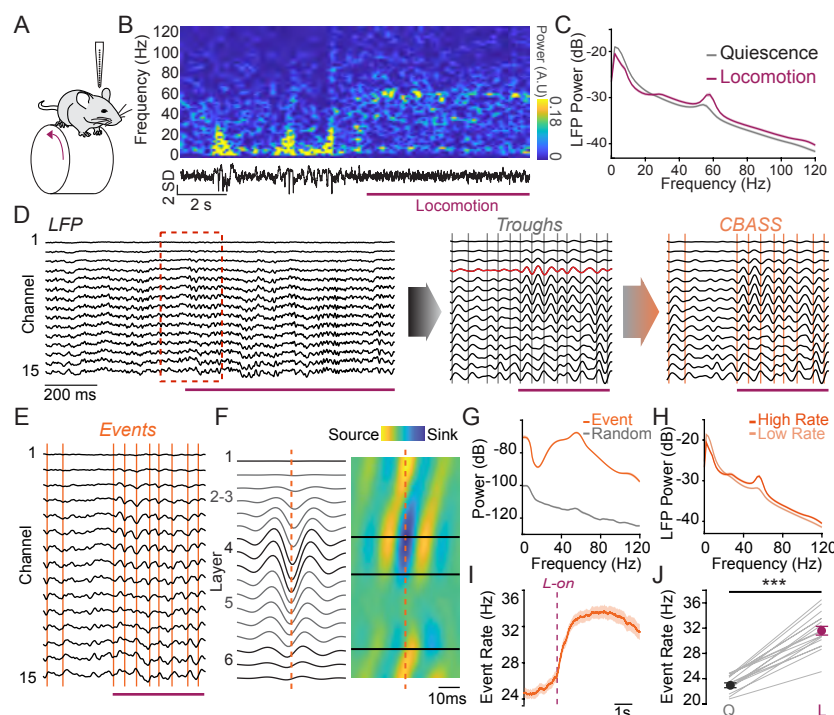 A
B
120
100
80
60
40
20
0
Frequency (Hz)
Power (A.U)
0.18
0
2 SD
2 s
Locomotion
C
Quiescence
Locomotion
-20
-30
-40
LFP Power (dB)
0 20 40 60 80 100 120
Frequency (Hz)
D
LFP
1
Channel
15
200 ms
Troughs
CBASS
E
Events
1
Channel
15
F
Source Sink
1
2-3
4
5
6
Layer
10ms
G
Event
Random
-80
-100
-120
Power (dB)
0 40 80 120
Frequency (Hz)
H
High Rate
Low Rate
-20
-30
-40
LFP Power (dB)
0 40 80 120
Frequency (Hz)
I
L-on
36
32
28
24
Event Rate (Hz)
1s
J
***
36
32
28
24
20
Event Rate (Hz)
Q L